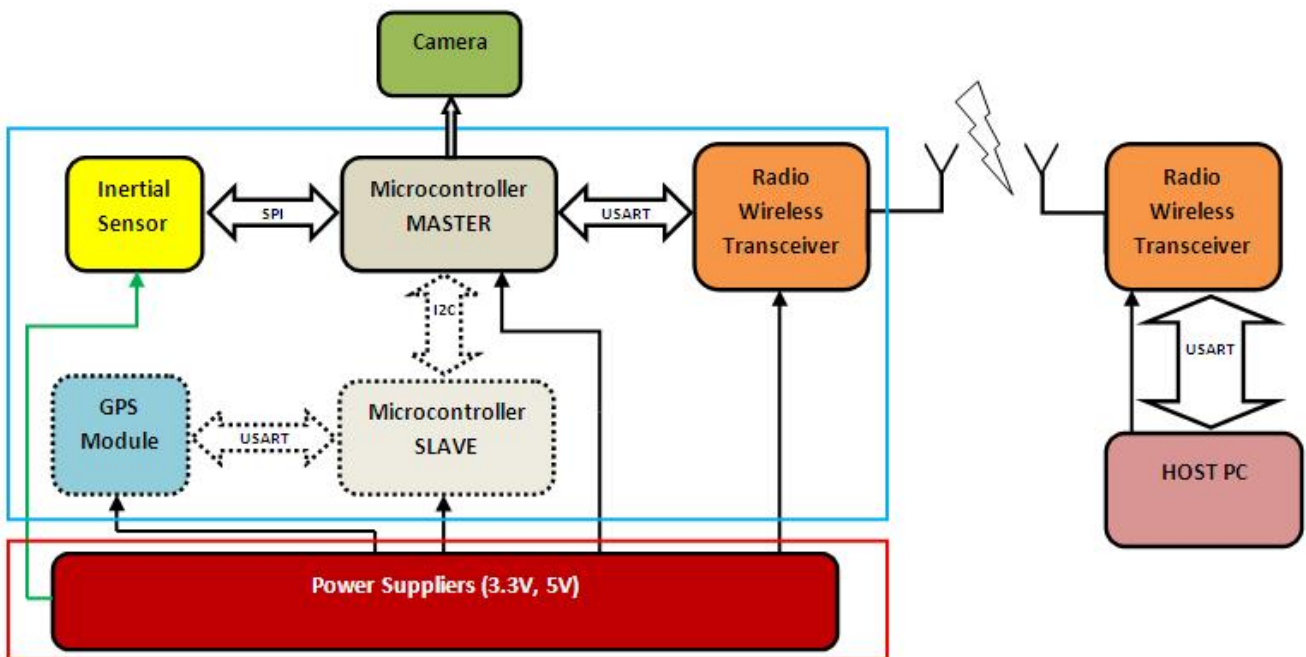 Camera
Inertial
Sensor
SPI
Microcontroller
MASTER
USART
Radio
Wireless
Transceiver
Radio
Wireless
Transceiver
I2C
USART
GPS
Module
USART
Microcontroller
SLAVE
HOST PC
Power Suppliers (3.3V, 5V)